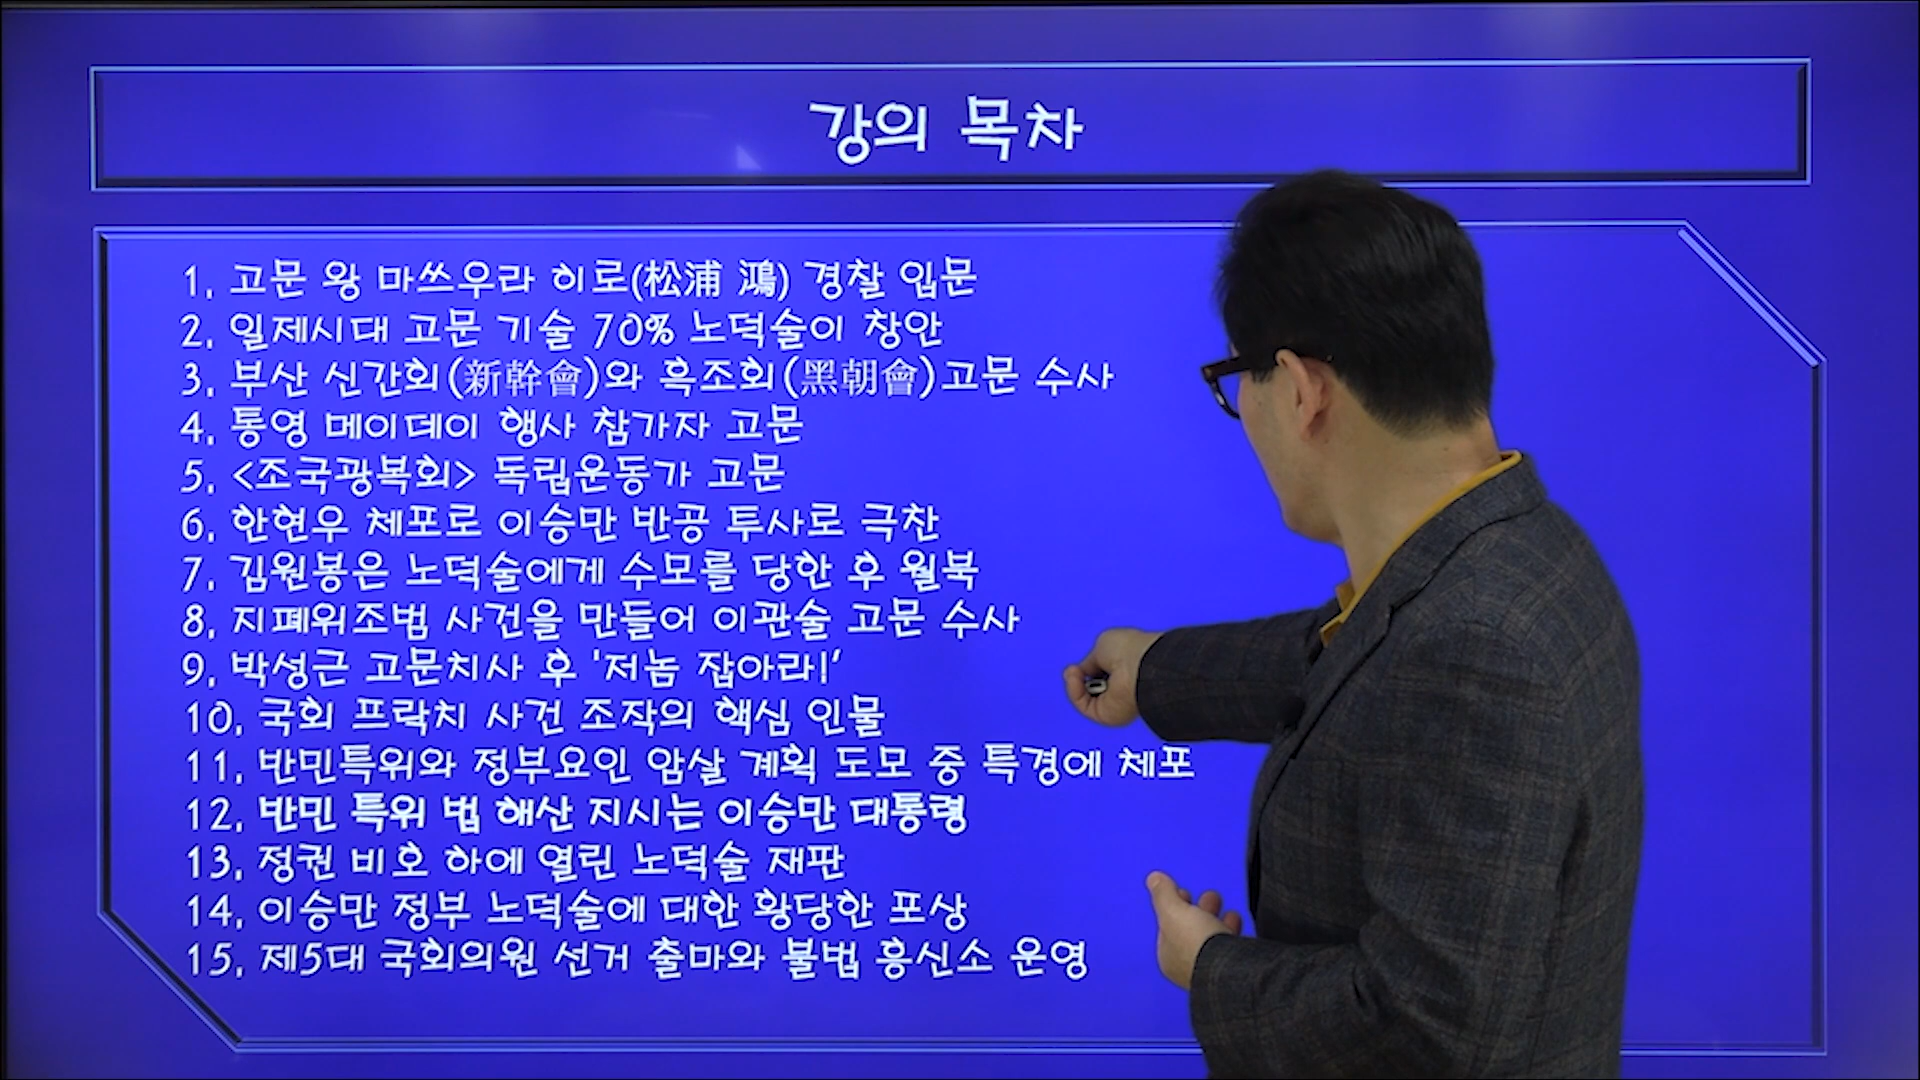 강의 목차
1. 고문 왕 마쓰우라 히로(松浦 鴻) 경찰 입문
2. 일제시대 고문 기술 70% 노덕술이 창안
3. 부산 신간회(新幹會)와 흑조회(黑朝會)고문 수사
4. 통영 메이데이 행사 참가자 고문
5. <조국광복회> 독립운동가 고문
6. 한현우 체포로 이승만 반공 투사로 극찬
7. 김원봉은 노덕술에게 수모를 당한 후 월북
8. 지폐위조범 사건을 만들어 이관술 고문 수사
9. 박성근 고문치사 후 '저놈 잡아라!'
10. 국회 프락치 사건 조작의 핵심 인물
11. 반민특위와 정부요인 암살 계획 도모 중 특경에 체포
12. 반민 특위 법 해산 지시는 이승만 대통령
13. 정권 비호 하에 열린 노덕술 재판
14. 이승만 정부 노덕술에 대한 황당한 포상
15. 제5대 국회의원 선거 출마와 불법 흥신소 운영